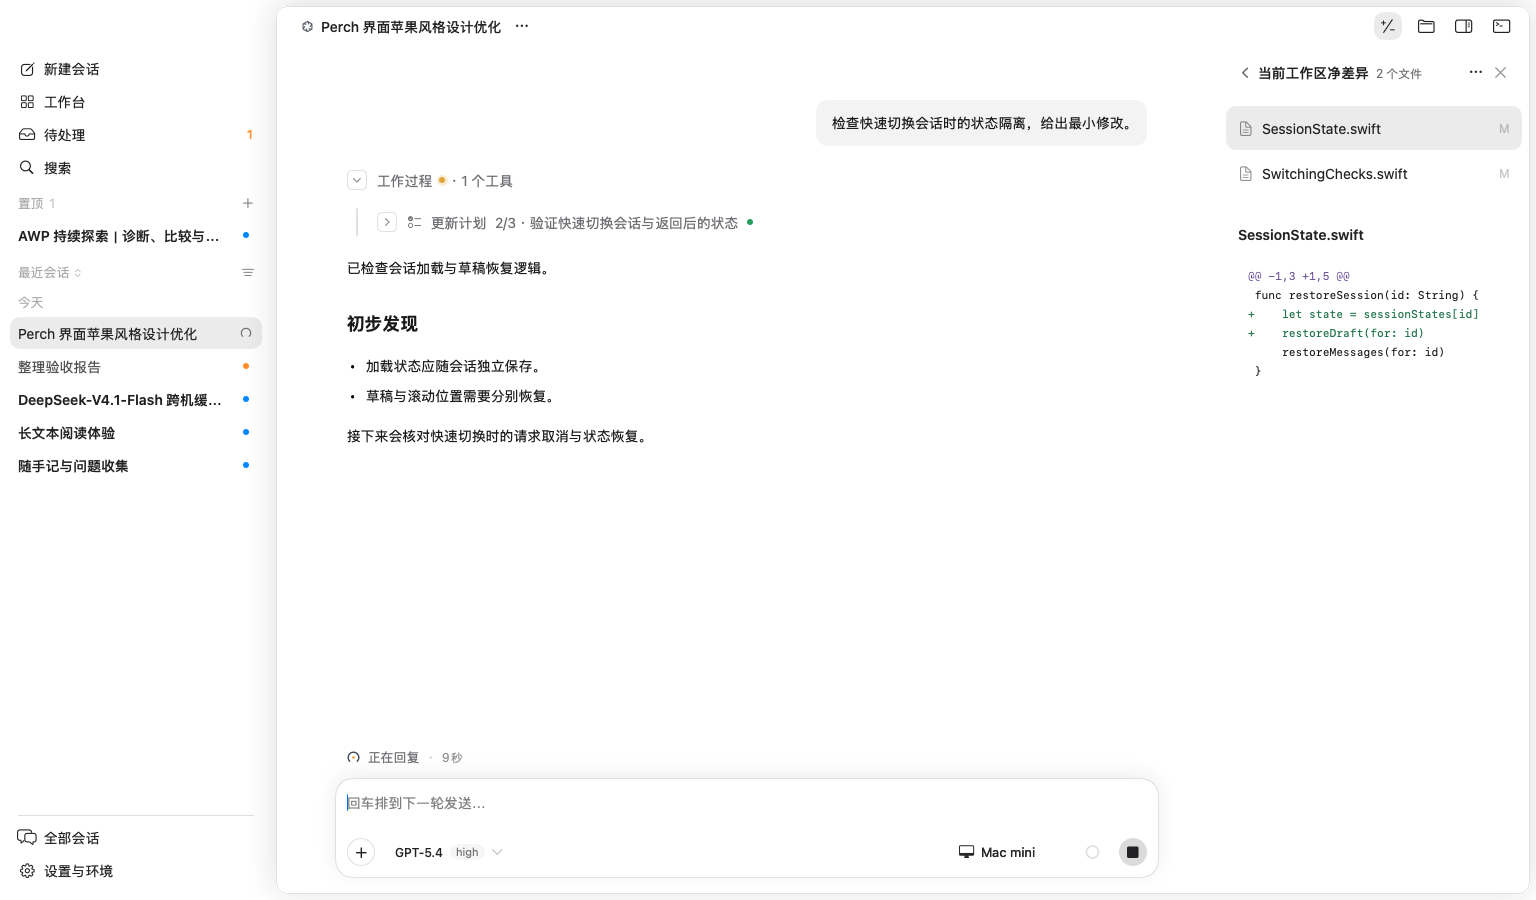 新建会话
工作台
待处理 1
搜索
置顶 1
AWP 持续探索 | 诊断、比较与...
最近会话
今天
Perch 界面苹果风格设计优化
整理验收报告
DeepSeek-V4.1-Flash 跨机缓...
长文本阅读体验
随手记与问题收集
全部会话
设置与环境
Perch 界面苹果风格设计优化 ···
检查快速切换会话时的状态隔离，给出最小修改。
工作过程 · 1 个工具
更新计划 2/3 · 验证快速切换会话与返回后的状态
已检查会话加载与草稿恢复逻辑。
初步发现
• 加载状态应随会话独立保存。
• 草稿与滚动位置需要分别恢复。
接下来会核对快速切换时的请求取消与状态恢复。
正在回复 · 9秒
回车排到下一轮发送...
GPT-5.4 high
Mac mini
当前工作区净差异 2 个文件 ···
SessionState.swift M
SwitchingChecks.swift M
SessionState.swift
@@ -1,3 +1,5 @@
func restoreSession(id: String) {
+ let state = sessionStates[id]
+ restoreDraft(for: id)
restoreMessages(for: id)
}